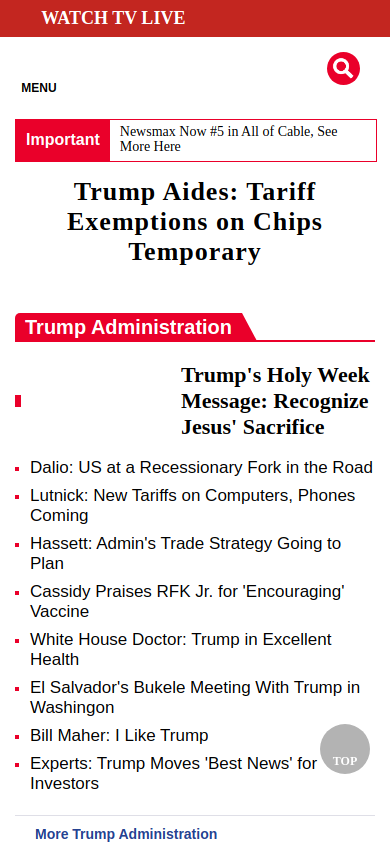 WATCH TV LIVE
MENU
Important
Newsmax Now #5 in All of Cable, See
More Here
Trump Aides: Tariff
Exemptions on Chips
Temporary
Trump Administration
Trump's Holy Week
Message: Recognize
Jesus' Sacrifice
Dalio: US at a Recessionary Fork in the Road
Lutnick: New Tariffs on Computers, Phones
Coming
Hassett: Admin's Trade Strategy Going to
Plan
Cassidy Praises RFK Jr. for 'Encouraging'
Vaccine
White House Doctor: Trump in Excellent
Health
El Salvador's Bukele Meeting With Trump in
Washingon
Bill Maher: I Like Trump
Experts: Trump Moves 'Best News' for
Investors
TOP
More Trump Administration